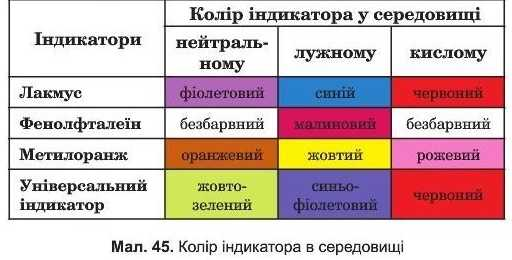 Індикатори
Колір індикатора у середовищі
нейтраль-
ному
лужному
кислому
Лакмус
фіолетовий
синій
червоний
Фенолфталеїн
безбарвний
малиновий
безбарвний
Метилоранж
оранжевий
жовтий
рожевий
Універсальний
індикатор
жовто-
зелений
синьо-
фіолетовий
червоний
Мал. 45. Колір індикатора в середовищі